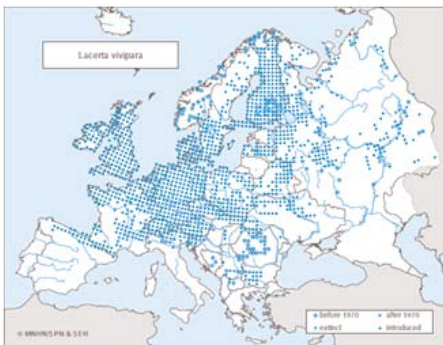 Lacerta vivipara
before 1970
after 1970
extinct
introduced
© MNHN/SPN & SEH